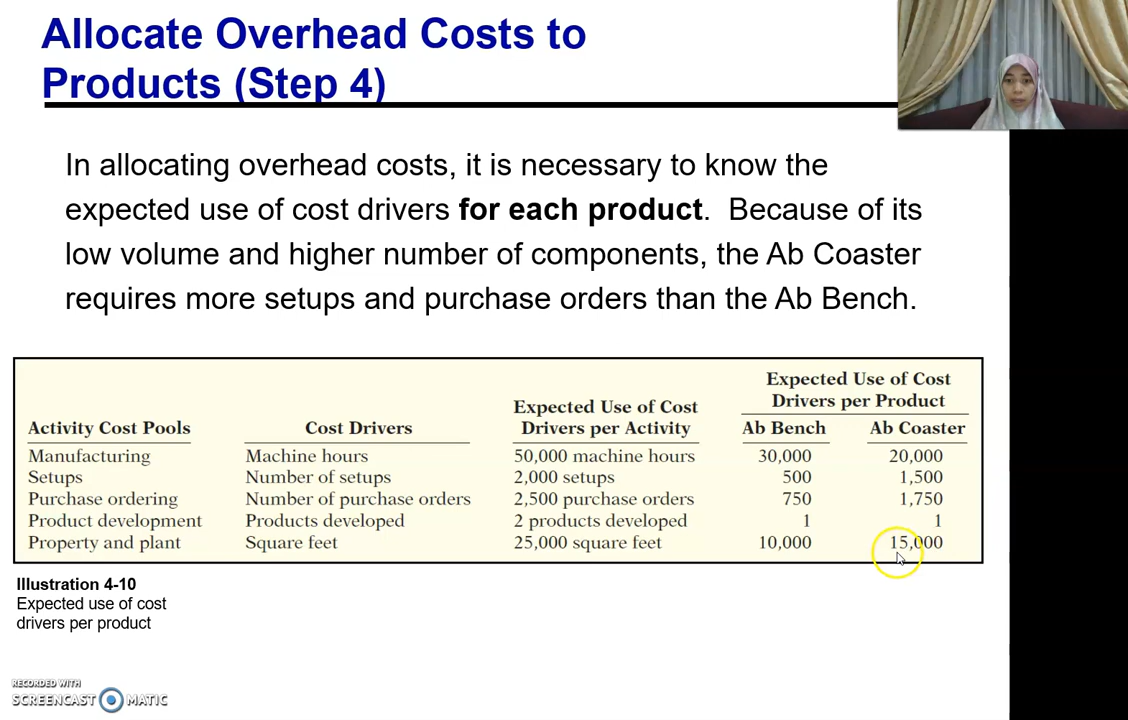 Allocate Overhead Costs to
Products (Step 4)
In allocating overhead costs, it is necessary to know the
expected use of cost drivers for each product. Because of its
low volume and higher number of components, the Ab Coaster
requires more setups and purchase orders than the Ab Bench.
Expected Use of Cost
Drivers per Product
Expected Use of Cost
Activity Cost Pools Cost Drivers Drivers per Activity Ab Bench Ab Coaster
Manufacturing Machine hours 50,000 machine hours 30,000 20,000
Setups Number of setups 2,000 setups 500 1,500
Purchase ordering Number of purchase orders 2,500 purchase orders 750 1,750
Product development Products developed 2 products developed 1 1
Property and plant Square feet 25,000 square feet 10,000 15,000
Illustration 4-10
Expected use of cost
drivers per product
RECORDED WITH
SCREENCAST MATIC